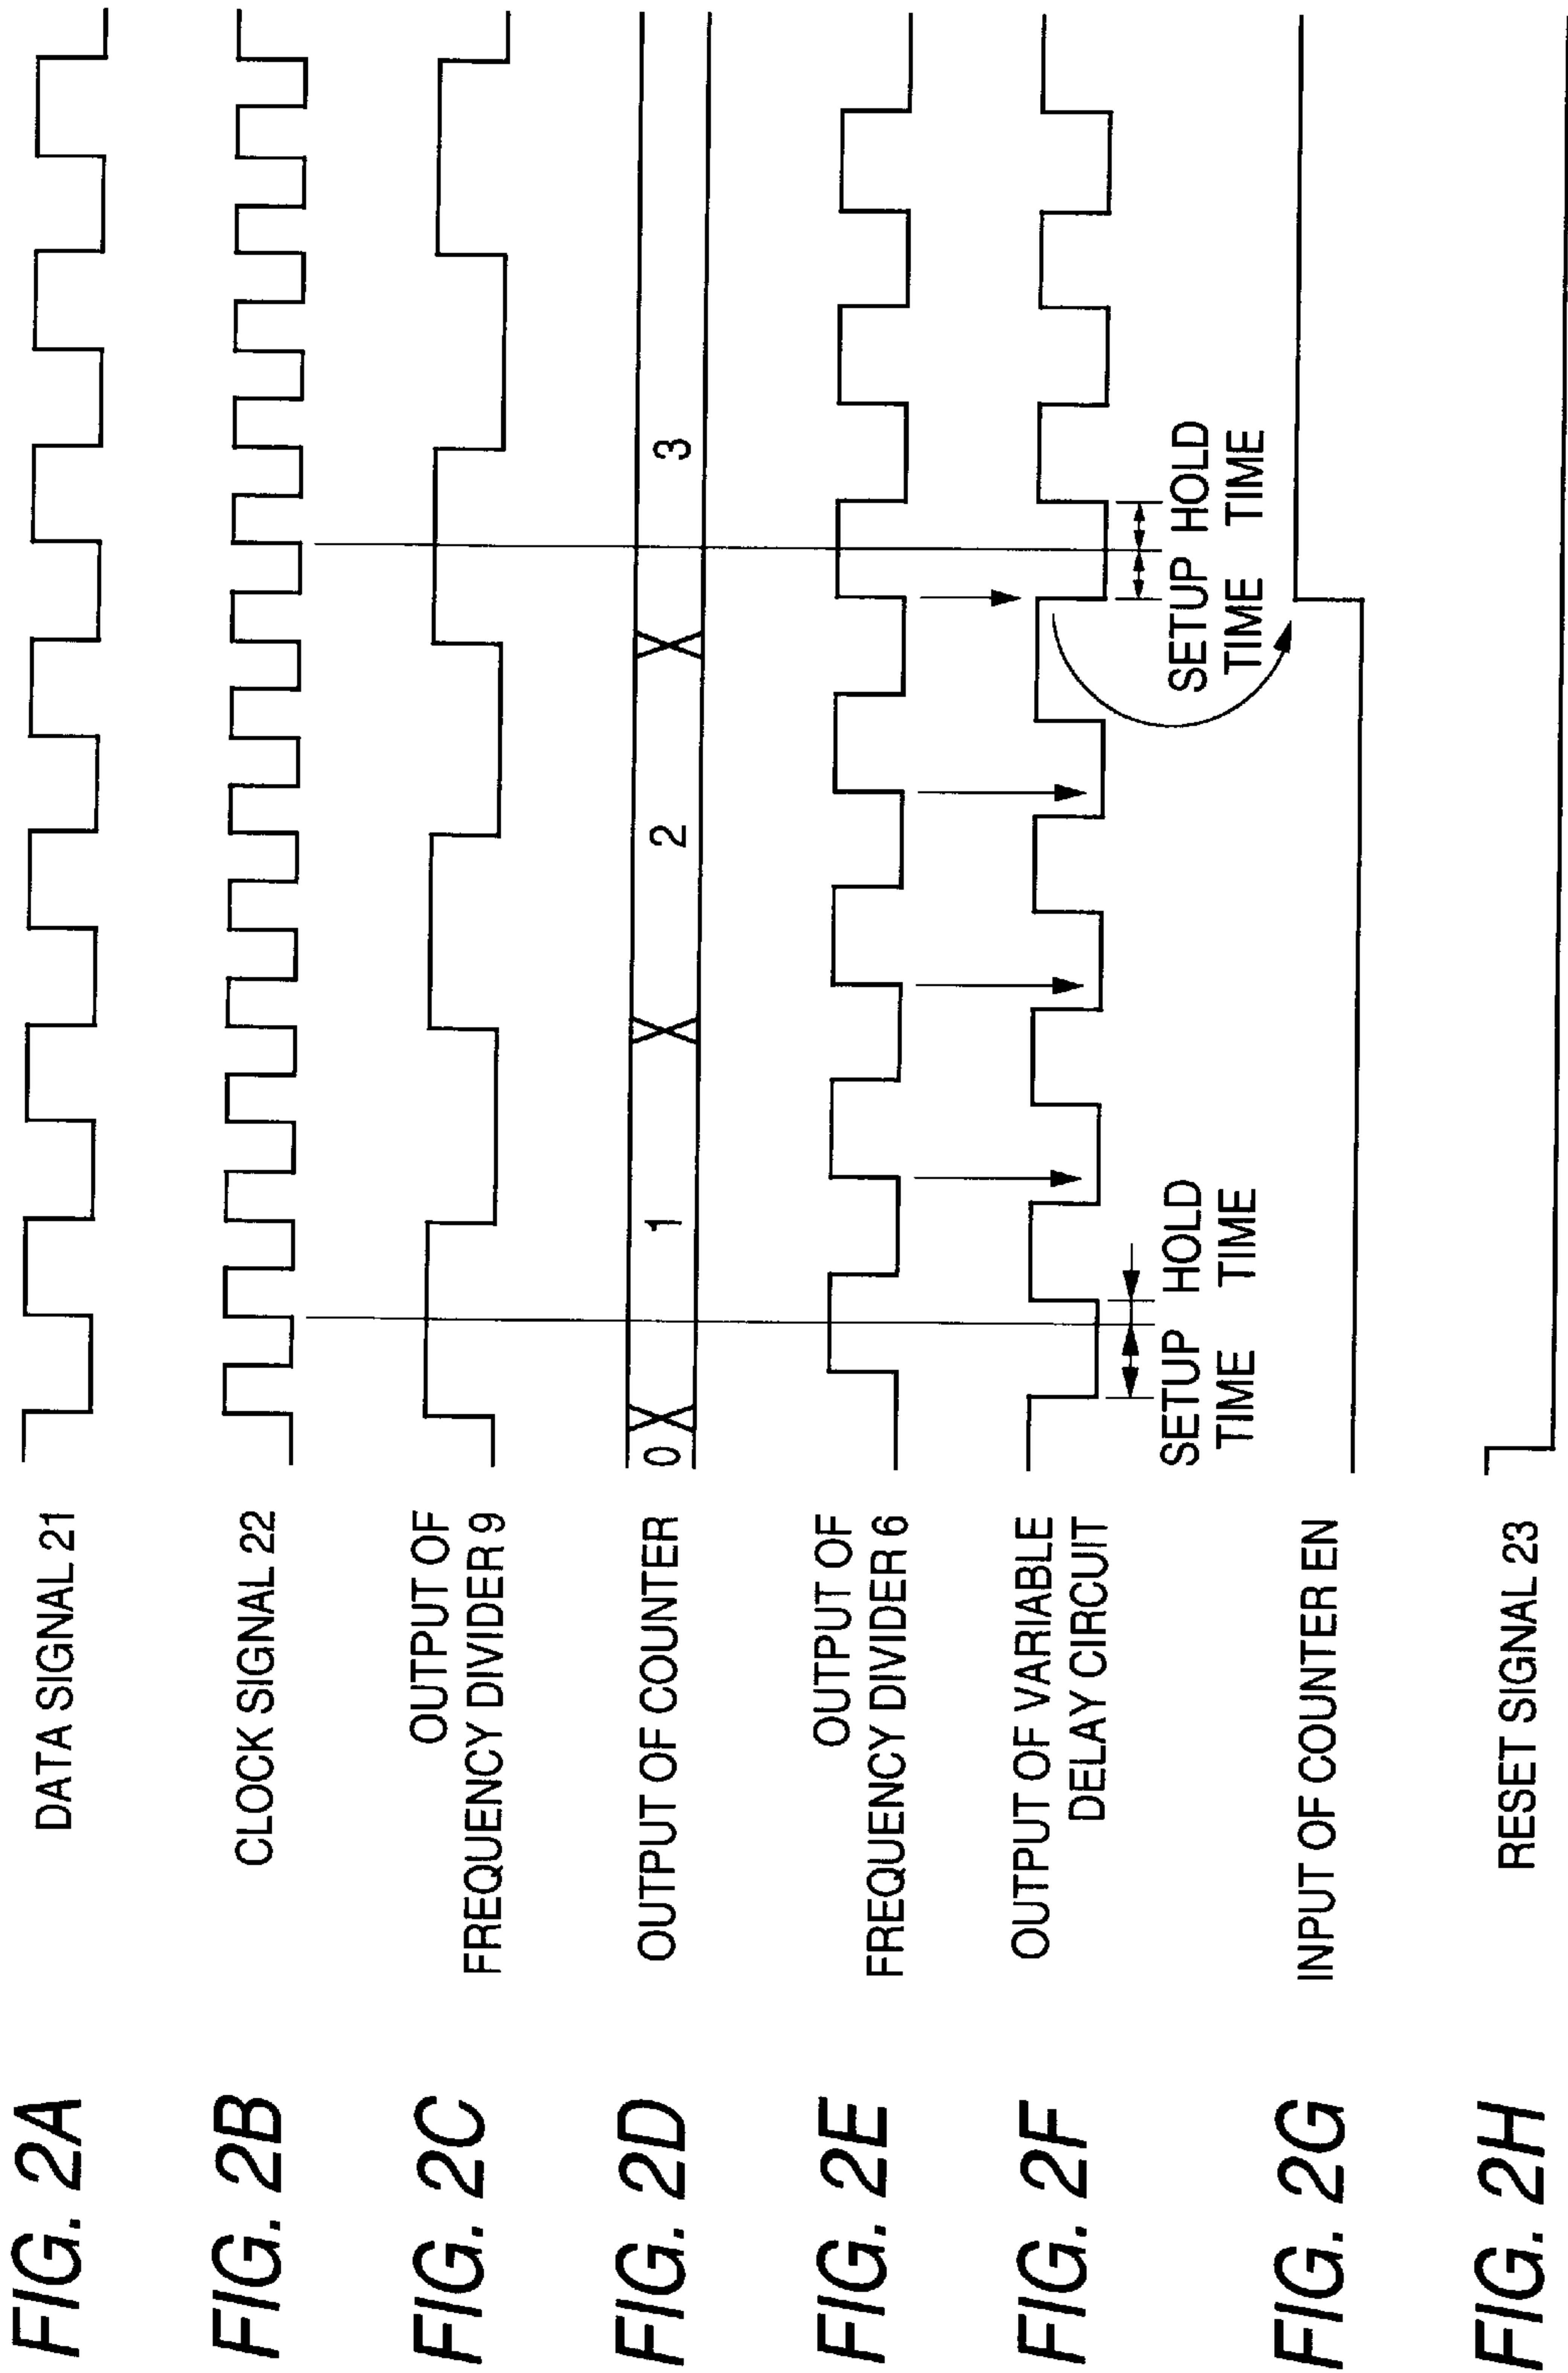 FIG. 2A
DATA SIGNAL 21
FIG. 2B
CLOCK SIGNAL 22
FIG. 2C
OUTPUT OF
FREQUENCY DIVIDER 9
FIG. 2D
OUTPUT OF COUNTER
0
1
2
3
FIG. 2E
OUTPUT OF
FREQUENCY DIVIDER 6
FIG. 2F
OUTPUT OF VARIABLE
DELAY CIRCUIT
SETUP HOLD
TIME TIME
SETUP HOLD
TIME TIME
FIG. 2G
INPUT OF COUNTER EN
FIG. 2H
RESET SIGNAL 23